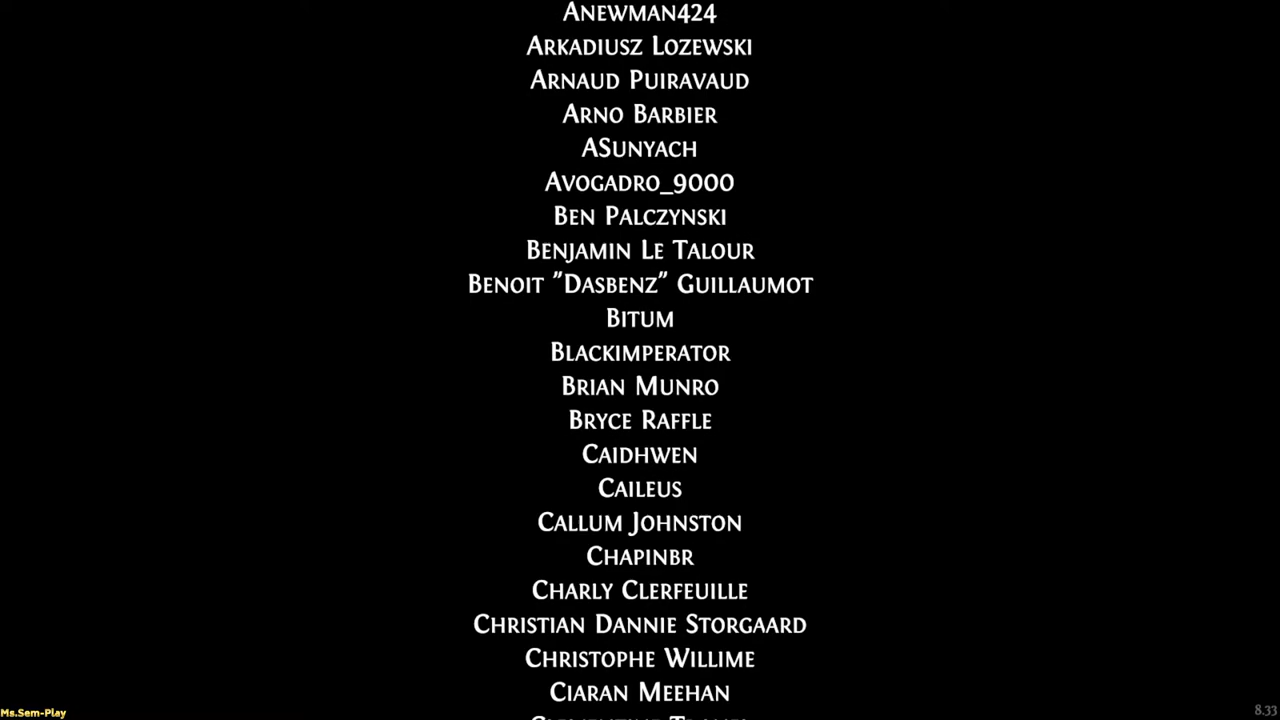 Anewman424
Arkadiusz Lozewski
Arnaud Puiravaud
Arno Barbier
ASunyach
Avogadro_9000
Ben Palczynski
Benjamin Le Talour
Benoit "Dasbenz" Guillaumot
Bitum
Blackimperator
Brian Munro
Bryce Raffle
Caidhwen
Caileus
Callum Johnston
Chapinbr
Charly Clerfeuille
Christian Dannie Storgaard
Christophe Willime
Ciaran Meehan
Ms.Sem-Play
8.33